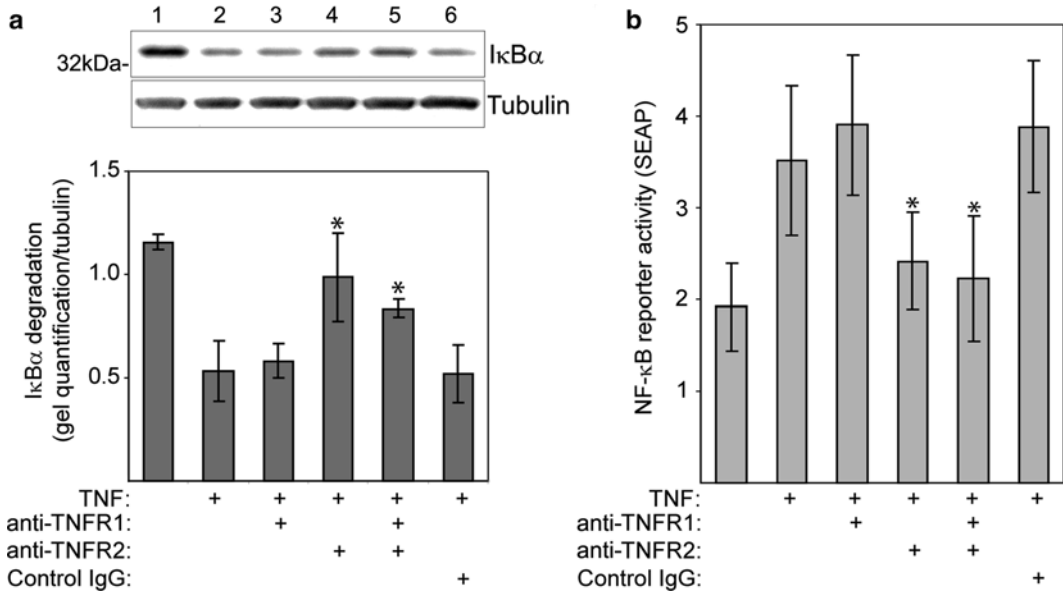 a
1 2 3 4 5 6
32kDa-
IκBα
Tubulin
IκBα degradation
(gel quantification/tubulin)
1.5
1.0
0.5
* *
TNF: + + + + +
anti-TNFR1: + +
anti-TNFR2: + +
Control IgG: +
b
NF-κB reporter activity (SEAP)
5
4
3
2
1
* *
TNF: + + + + +
anti-TNFR1: + +
anti-TNFR2: + +
Control IgG: +